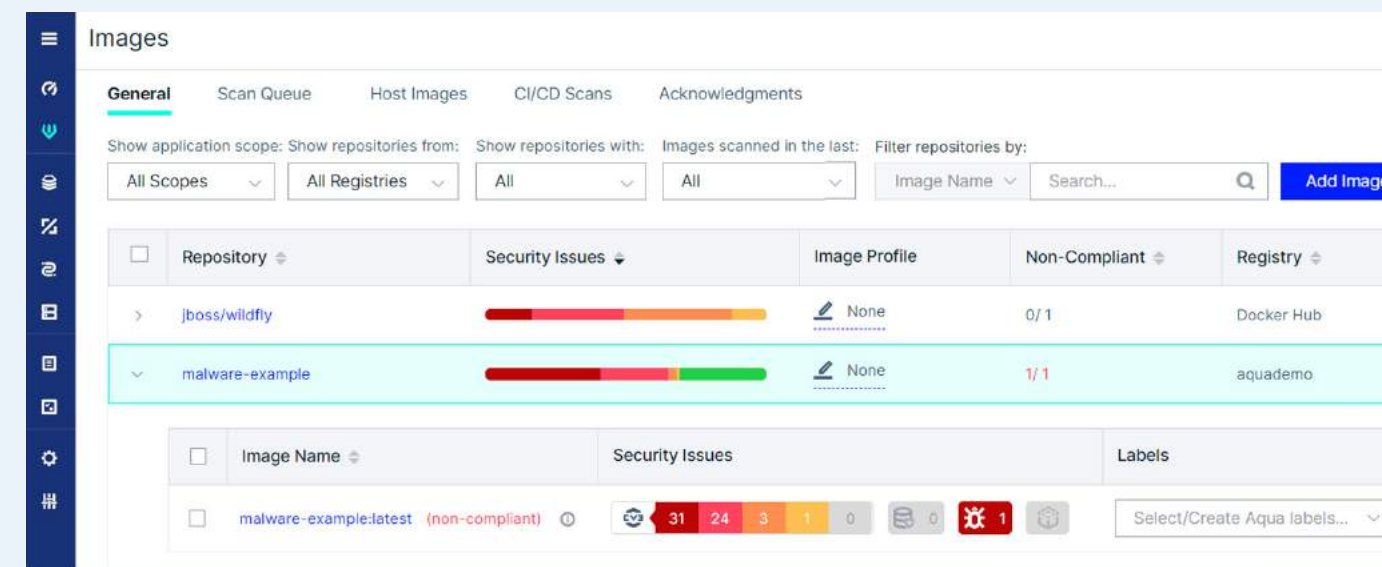 Images
General Scan Queue Host Images CI/CD Scans Acknowledgments
Show application scope: Show repositories from: Show repositories with: Images scanned in the last: Filter repositories by:
All Scopes All Registries All All Image Name Search... Add Image
Repository Security Issues Image Profile Non-Compliant Registry
jboss/wildfly None 0/1 Docker Hub
malware-example None 1/1 aquademo
Image Name Security Issues Labels
malware-example:latest (non-compliant) CVE 31 24 3 1 0 0 1 Select/Create Aqua labels...